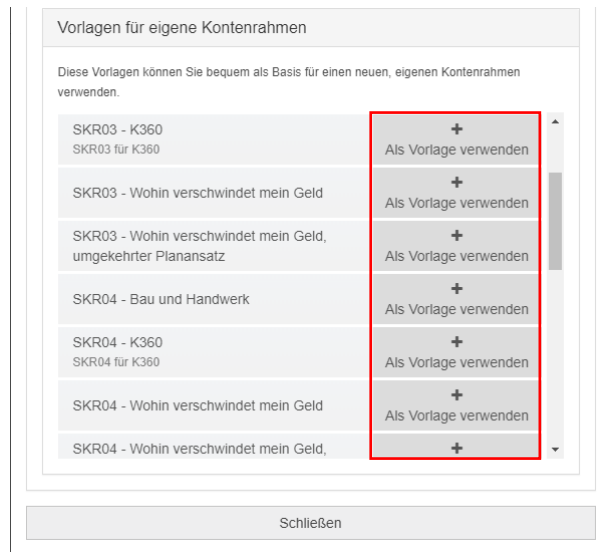 Vorlagen für eigene Kontenrahmen
Diese Vorlagen können Sie bequem als Basis für einen neuen, eigenen Kontenrahmen
verwenden.
SKR03 - K360
SKR03 für K360
+
Als Vorlage verwenden
SKR03 - Wohin verschwindet mein Geld
+
Als Vorlage verwenden
SKR03 - Wohin verschwindet mein Geld,
umgekehrter Planansatz
+
Als Vorlage verwenden
SKR04 - Bau und Handwerk
+
Als Vorlage verwenden
SKR04 - K360
SKR04 für K360
+
Als Vorlage verwenden
SKR04 - Wohin verschwindet mein Geld
+
Als Vorlage verwenden
SKR04 - Wohin verschwindet mein Geld,
+
Schließen